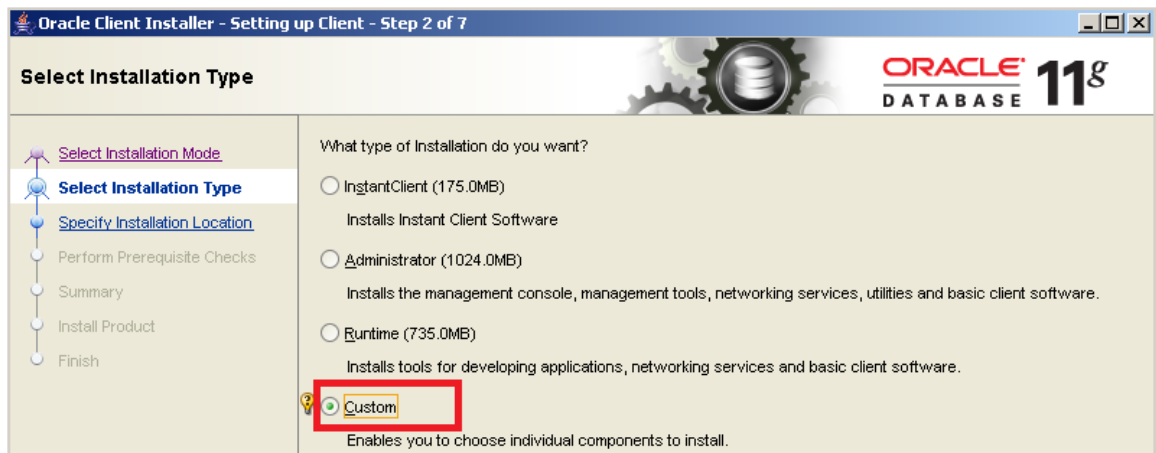 Oracle Client Installer - Setting up Client - Step 2 of 7
Select Installation Type
ORACLE
DATABASE
11g
Select Installation Mode
Select Installation Type
Specify Installation Location
Perform Prerequisite Checks
Summary
Install Product
Finish
What type of Installation do you want?
InstantClient (175.0MB)
Installs Instant Client Software
Administrator (1024.0MB)
Installs the management console, management tools, networking services, utilities and basic client software.
Runtime (735.0MB)
Installs tools for developing applications, networking services and basic client software.
Custom
Enables you to choose individual components to install.